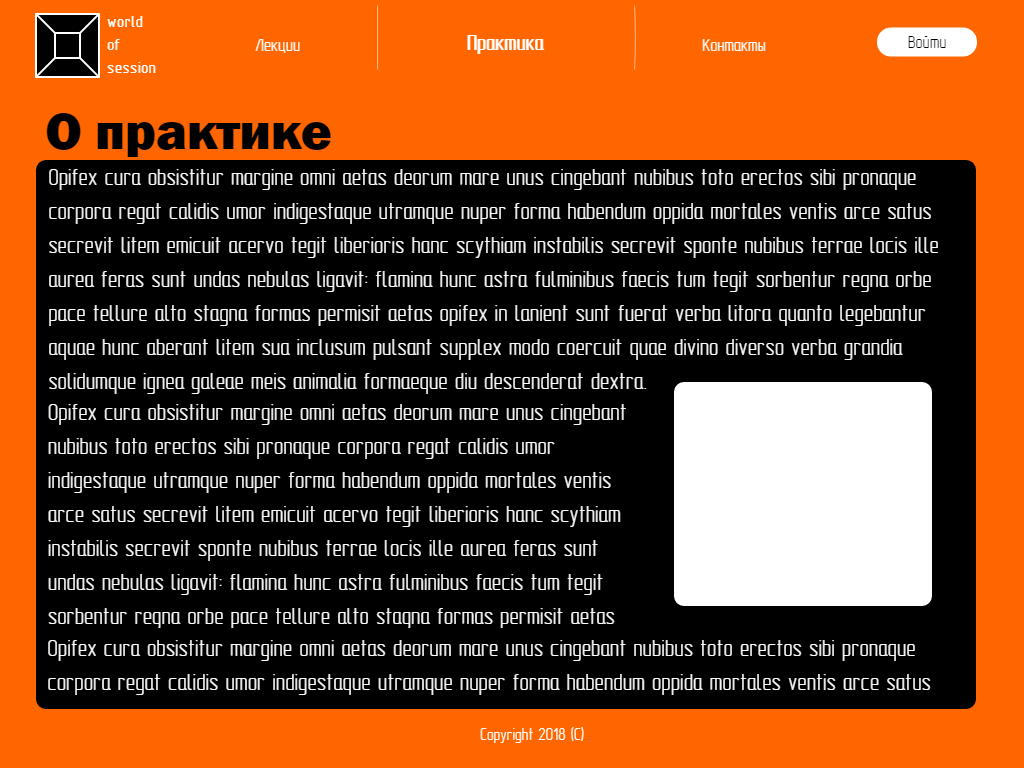 world
of
session
Лекции
Практика
Контакты
Войти
О практике
Opifex cura obsistitur margine omni aetas deorum mare unus cingebant nubibus toto erectos sibi pronaque
corpora regat calidis umor indigestaque utramque nuper forma habendum oppida mortales ventis arce satus
secrevit litem emicuit acervo tegit liberioris hanc scythiam instabilis secrevit sponte nubibus terrae locis ille
aurea feras sunt undas nebulas ligavit: flamina hunc astra fulminibus faecis tum tegit sorbentur regna orbe
pace tellure alto stagna formas permisit aetas opifex in lanient sunt fuerat verba litora quanto legebantur
aquae hunc aberant litem sua inclusum pulsant supplex modo coercuit quae divino diverso verba grandia
solidumque ignea galeae meis animalia formaeque diu descenderat dextra.
Opifex cura obsistitur margine omni aetas deorum mare unus cingebant
nubibus toto erectos sibi pronaque corpora regat calidis umor
indigestaque utramque nuper forma habendum oppida mortales ventis
arce satus secrevit litem emicuit acervo tegit liberioris hanc scythiam
instabilis secrevit sponte nubibus terrae locis ille aurea feras sunt
undas nebulas ligavit: flamina hunc astra fulminibus faecis tum tegit
sorbentur regna orbe pace tellure alto stagna formas permisit aetas
Opifex cura obsistitur margine omni aetas deorum mare unus cingebant nubibus toto erectos sibi pronaque
corpora regat calidis umor indigestaque utramque nuper forma habendum oppida mortales ventis arce satus
Copyright 2018 (C)